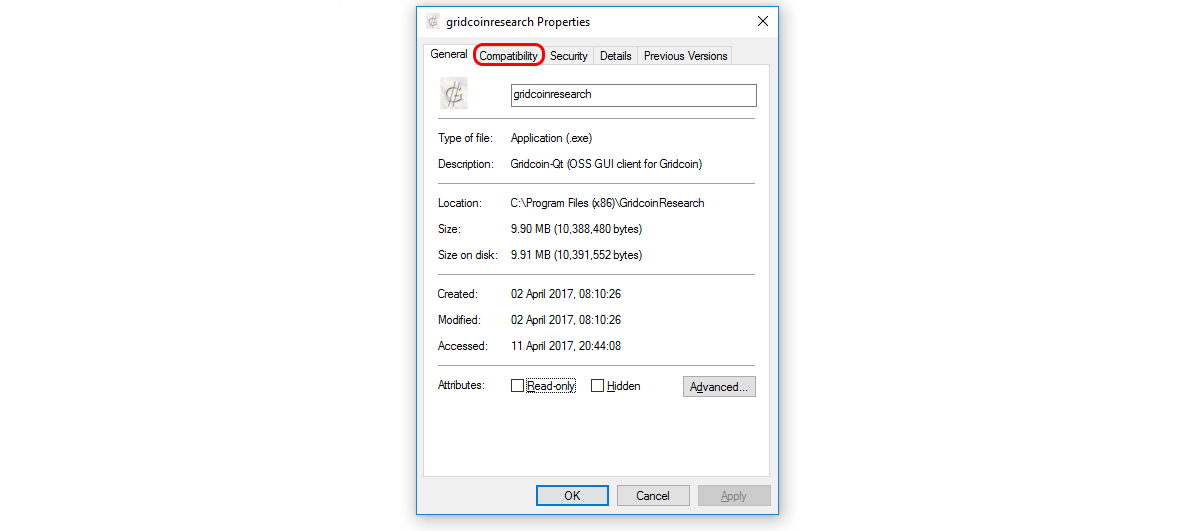 gridcoinresearch Properties
General Compatibility Security Details Previous Versions
gridcoinresearch
Type of file: Application (.exe)
Description: Gridcoin-Qt (OSS GUI client for Gridcoin)
Location: C:\Program Files (x86)\GridcoinResearch
Size: 9.90 MB (10,388,480 bytes)
Size on disk: 9.91 MB (10,391,552 bytes)
Created: 02 April 2017, 08:10:26
Modified: 02 April 2017, 08:10:26
Accessed: 11 April 2017, 20:44:08
Attributes: Read-only Hidden Advanced...
OK Cancel Apply